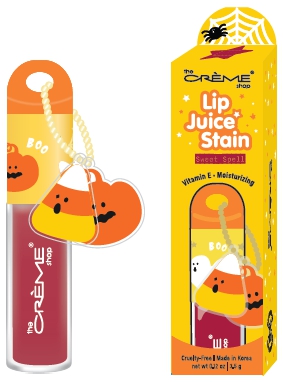 BOO
the
CRÈME®
shop
the
CRÈME®
shop
Lip
Juice
Stain
Sweet Spell
Vitamin E • Moisturizing
BOO
Cruelty-Free | Made in Korea